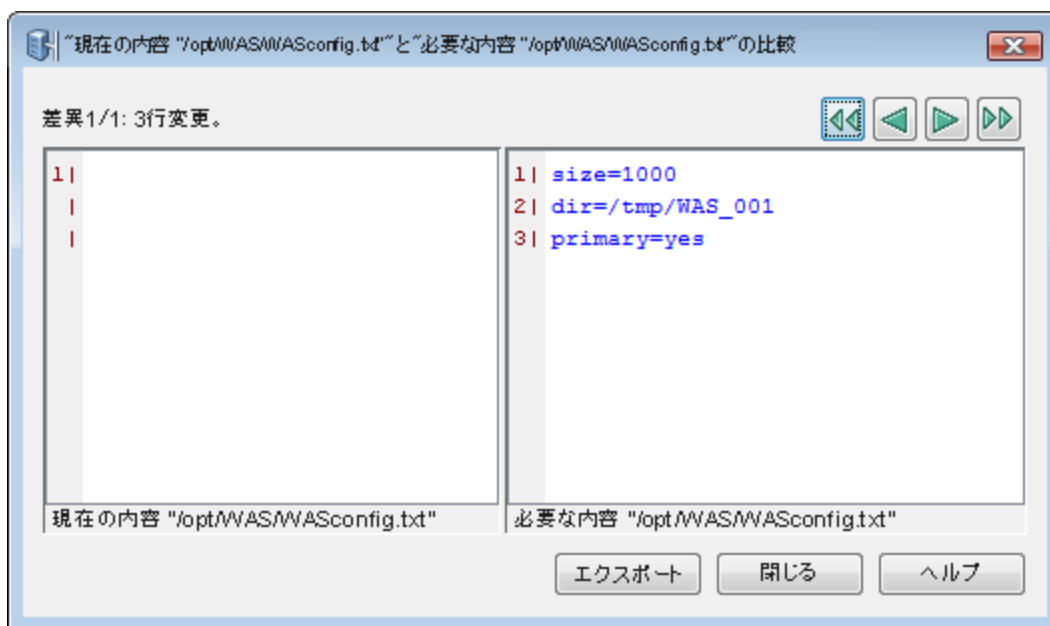 "現在の内容 "/opt/WAS/WASconfig.txt""と"必要な内容 "/opt/WAS/WASconfig.txt""の比較
差異1/1: 3行変更。
1|
|
|
1| size=1000
2| dir=/tmp/WAS_001
3| primary=yes
現在の内容 "/opt/WAS/WASconfig.txt"
必要な内容 "/opt/WAS/WASconfig.txt"
エクスポート
閉じる
ヘルプ